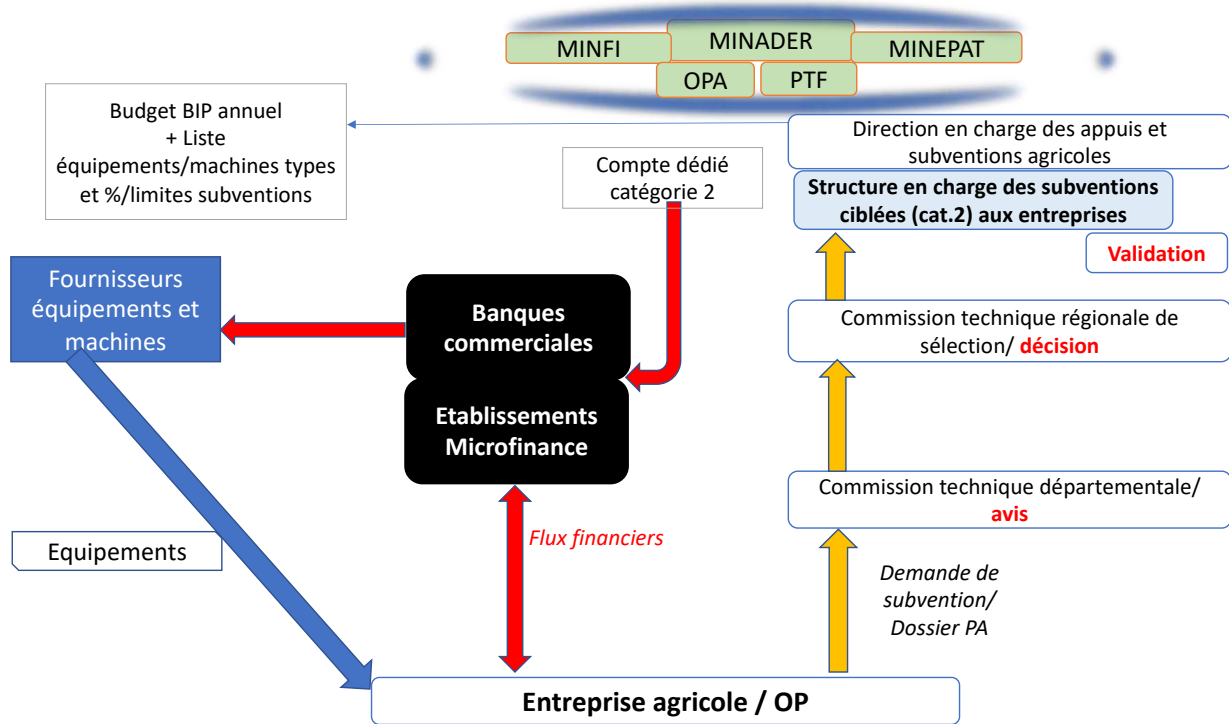 MINFI
MINADER
MINEPAT
OPA
PTF
Budget BIP annuel
+ Liste
équipements/machines types
et %/limites subventions
Compte dédié
catégorie 2
Direction en charge des appuis et
subventions agricoles
Structure en charge des subventions
ciblées (cat.2) aux entreprises
Validation
Fournisseurs
équipements et
machines
Banques
commerciales
Commission technique régionale de
sélection/ décision
Etablissements
Microfinance
Commission technique départementale/
avis
Equipements
Flux financiers
Demande de
subvention/
Dossier PA
Entreprise agricole / OP